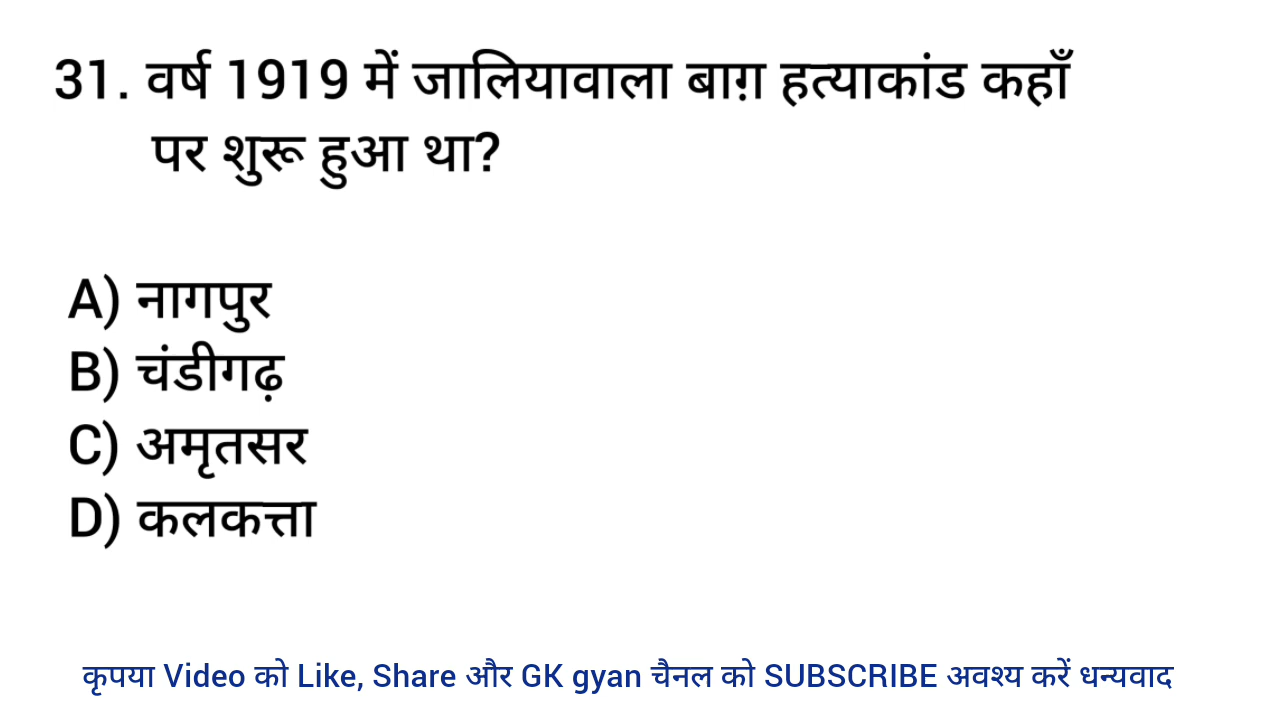 31. वर्ष 1919 में जालियावाला बाग़ हत्याकांड कहाँ
पर शुरू हुआ था?
A) नागपुर
B) चंडीगढ़
C) अमृतसर
D) कलकत्ता
कृपया Video को Like, Share और GK gyan चैनल को SUBSCRIBE अवश्य करें धन्यवाद